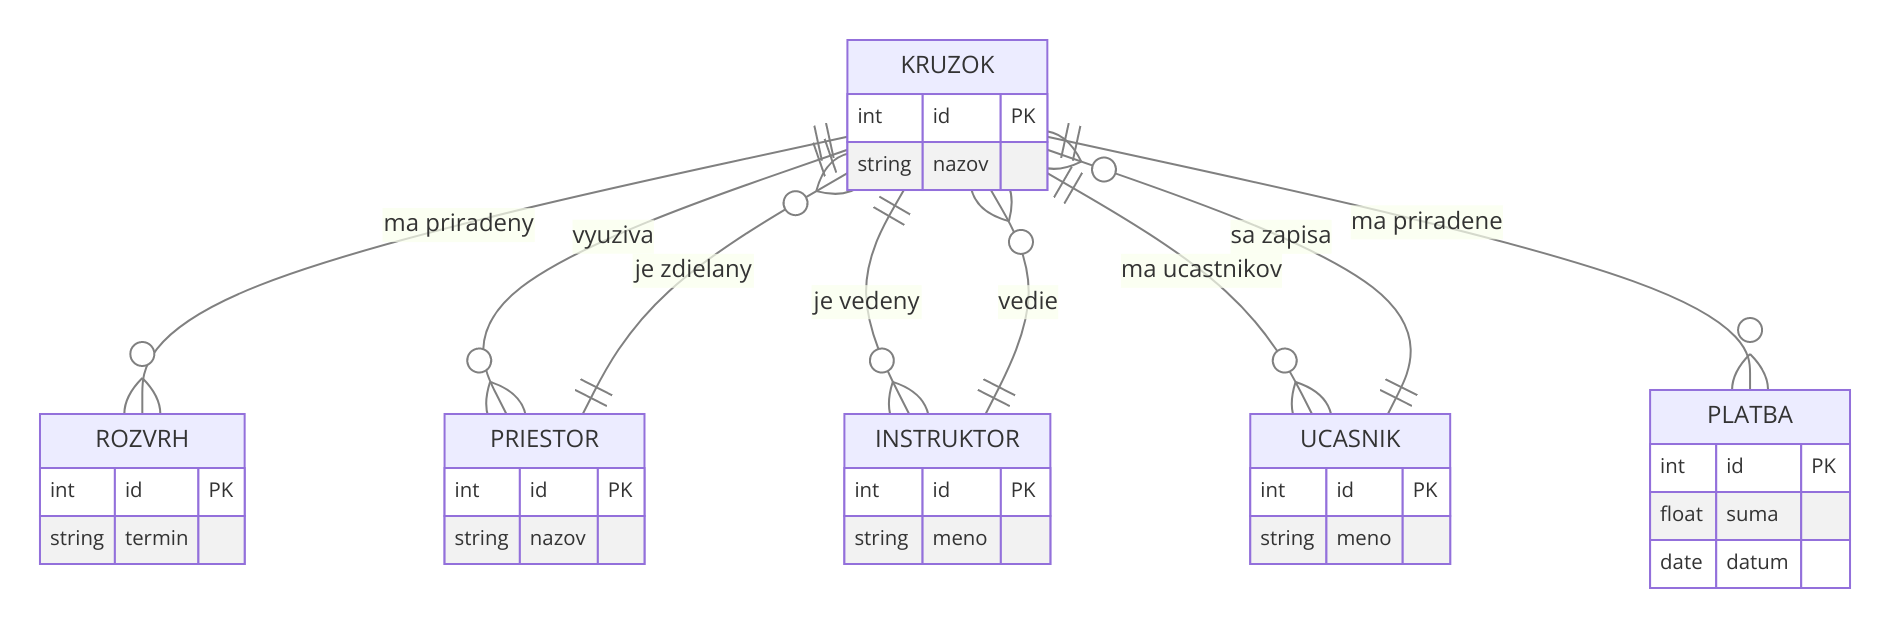 KRUZOK
int id PK
string nazov
ma priradeny
vyuziva
je zdielany
je vedeny
vedie
ma ucastnikov
sa zapisa
ma priradene
ROZVRH
int id PK
string termin
PRIESTOR
int id PK
string nazov
INSTRUKTOR
int id PK
string meno
UCASNIK
int id PK
string meno
PLATBA
int id PK
float suma
date datum